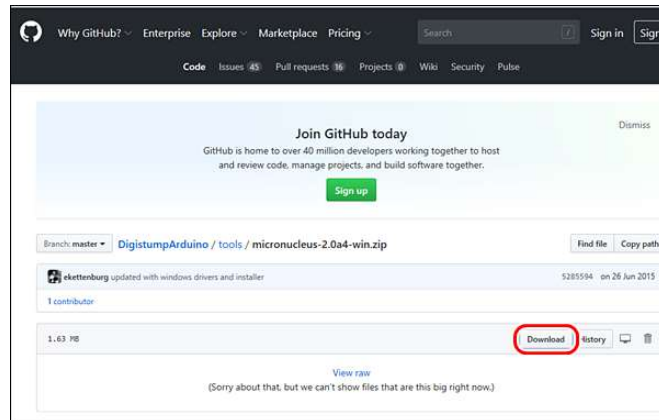 Why GitHub? Enterprise Explore Marketplace Pricing Search / Sign in Sign
Code Issues 45 Pull requests 16 Projects 0 Wiki Security Pulse
Join GitHub today
Dismiss
GitHub is home to over 40 million developers working together to host
and review code, manage projects, and build software together.
Sign up
Branch: master DigistumpArduino / tools / micronucleus-2.0a4-win.zip Find file Copy path
ekettenburg updated with windows drivers and installer 5285594 on 26 Jun 2015
1 contributor
1.63 MB Download History
View raw
(Sorry about that, but we can't show files that are this big right now.)